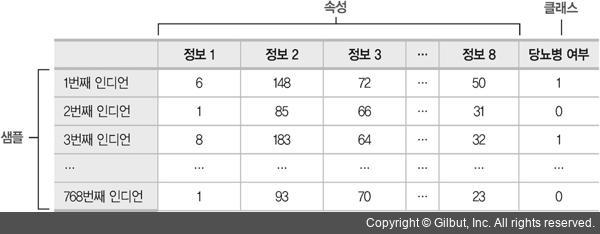 속성 클래스
정보 1 정보 2 정보 3 ... 정보 8 당뇨병 여부
샘플
1번째 인디언 6 148 72 50 1
2번째 인디언 1 85 66 31 0
3번째 인디언 8 183 64 32 1
... ... ... ... ... ... ...
768번째 인디언 1 93 70 ... 23 0
Copyright © Gilbut, Inc. All rights reserved.